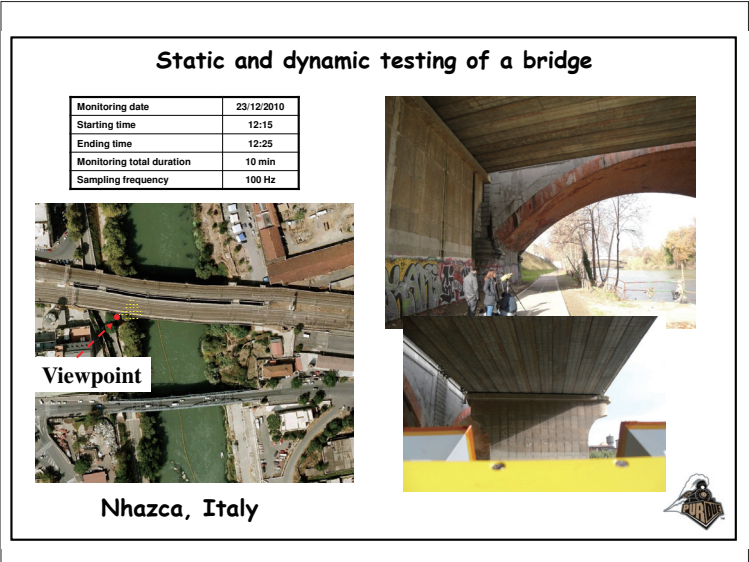 Static and dynamic testing of a bridge
Monitoring date 23/12/2010
Starting time 12:15
Ending time 12:25
Monitoring total duration 10 min
Sampling frequency 100 Hz
Viewpoint
Nhazca, Italy
PURDUE